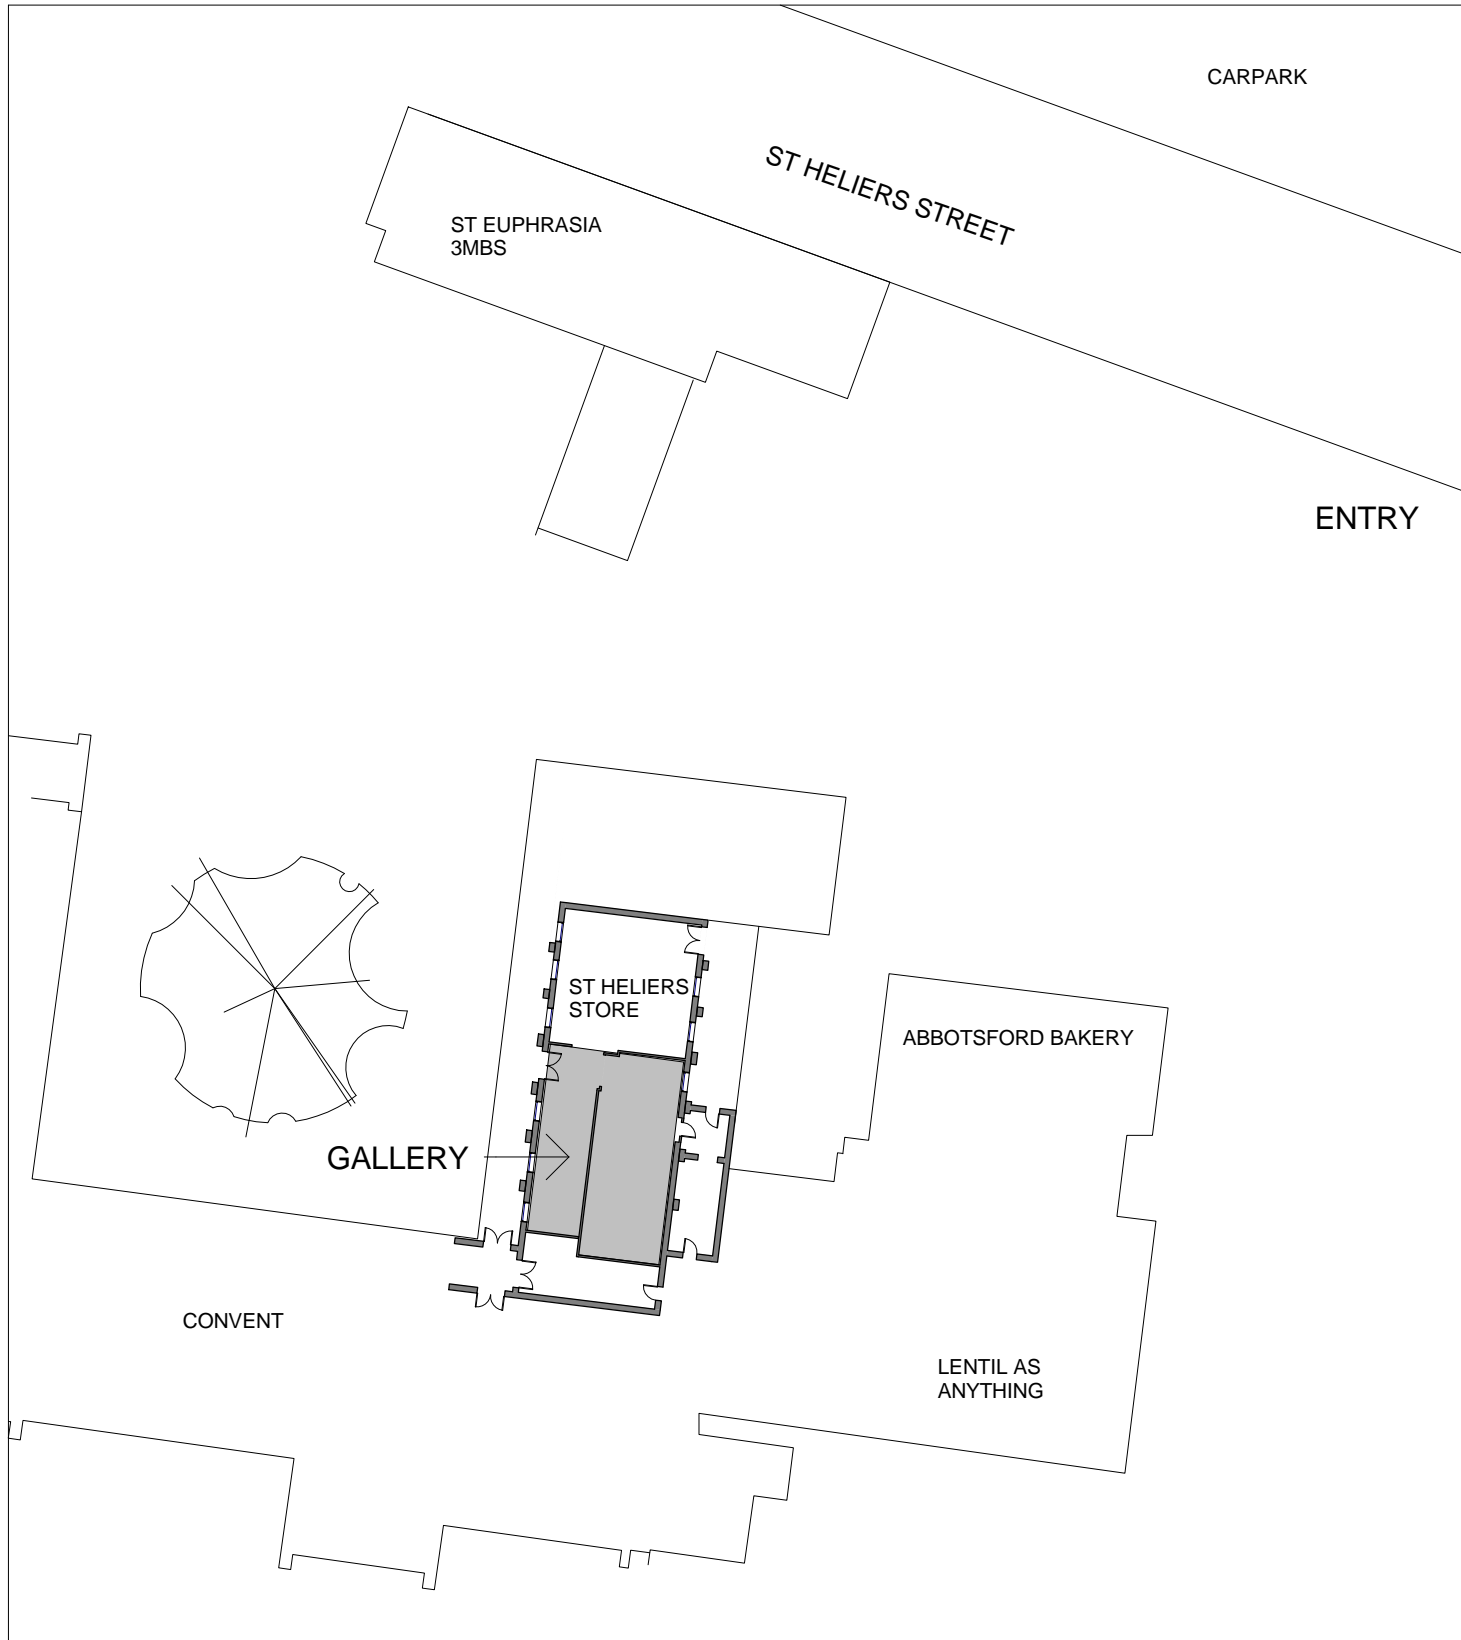 CARPARK
ST HELIERS STREET
ST EUPHRASIA
3MBS
ENTRY
ST HELIERS
STORE
ABBOTSFORD BAKERY
GALLERY
CONVENT
LENTIL AS
ANYTHING